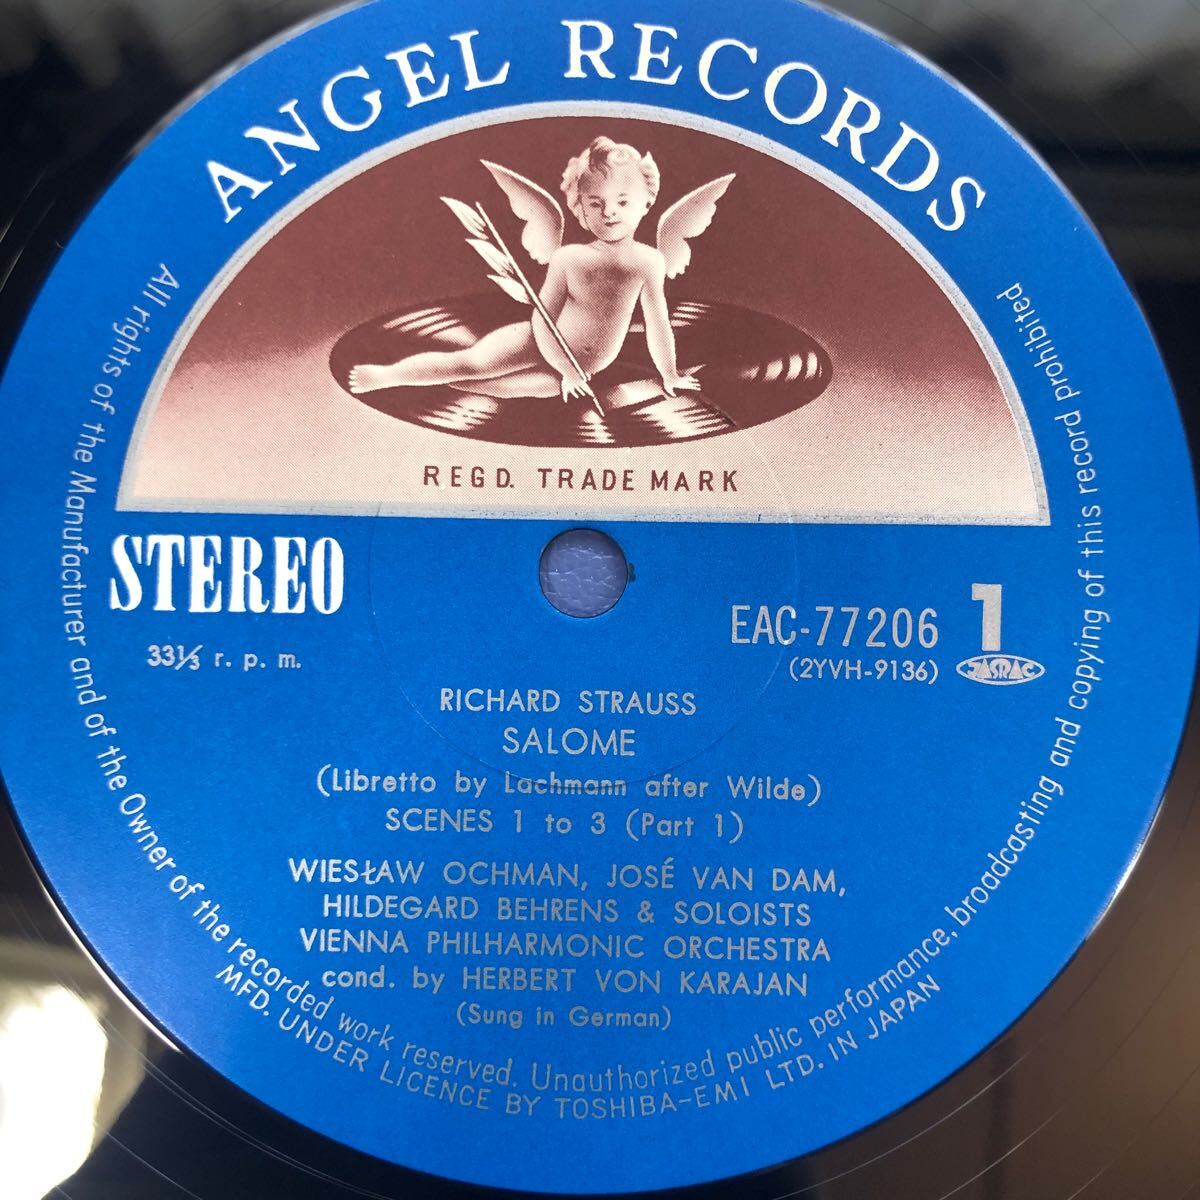 ANGEL RECORDS
REGD. TRADE MARK
STEREO
33⅓ r. p. m.
EAC-77206 1
(2YVH-9136) JASRAC
RICHARD STRAUSS
SALOME
(Libretto by Lachmann after Wilde)
SCENES 1 to 3 (Part 1)
WIESŁAW OCHMAN, JOSÉ VAN DAM,
HILDEGARD BEHRENS & SOLOISTS
VIENNA PHILHARMONIC ORCHESTRA
cond. by HERBERT VON KARAJAN
(Sung in German)
All rights of the Manufacturer and of the Owner of the recorded work reserved. Unauthorized public performance, broadcasting and copying of this record prohibited
MFD. UNDER LICENCE BY TOSHIBA-EMI LTD. IN JAPAN